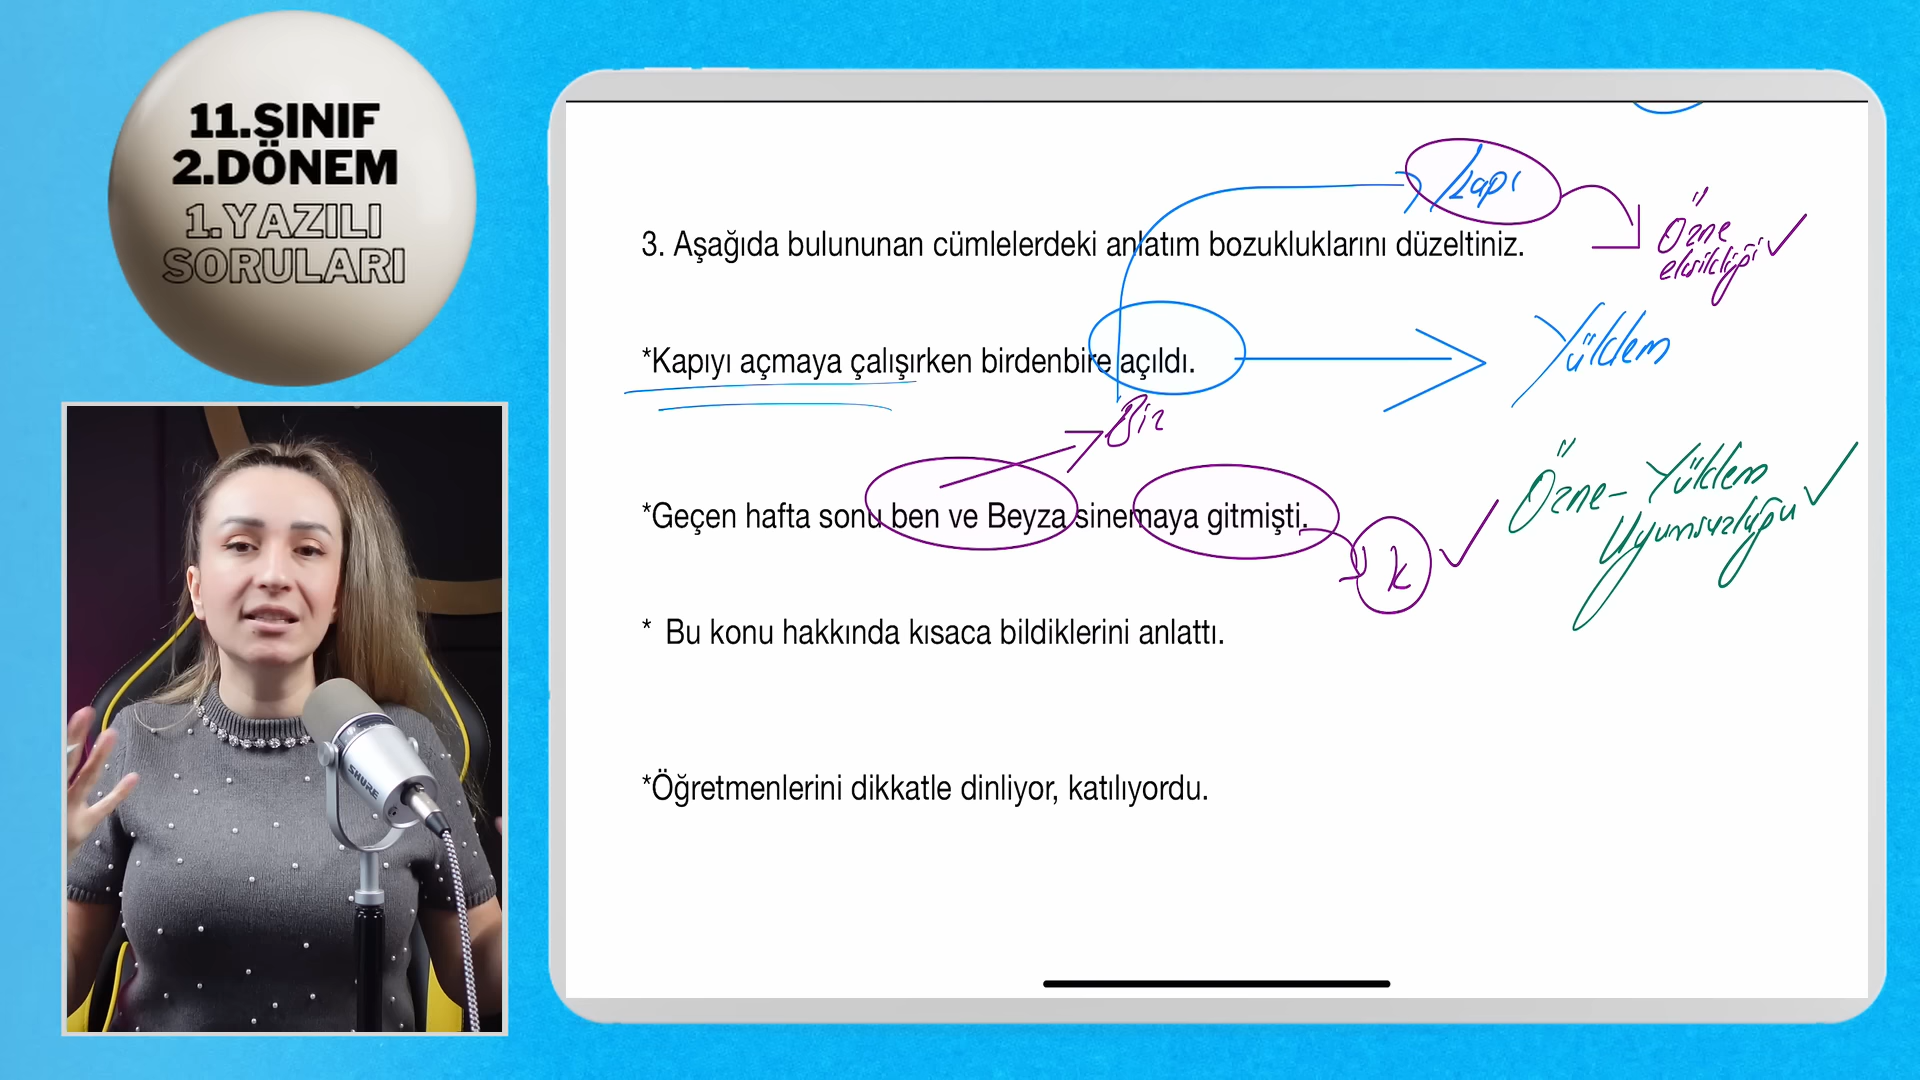 11.SINIF
2.DÖNEM
1.YAZILI
SORULARI
kapı
3. Aşağıda bulununan cümlelerdeki anlatım bozukluklarını düzeltiniz.
Özne
eksikliği ✓
*Kapıyı açmaya çalışırken birdenbire açıldı.
Yüklem
Biz
*Geçen hafta sonu ben ve Beyza sinemaya gitmişti.
k ✓
Özne-Yüklem
Uyumsuzluğu ✓
* Bu konu hakkında kısaca bildiklerini anlattı.
*Öğretmenlerini dikkatle dinliyor, katılıyordu.
SHURE